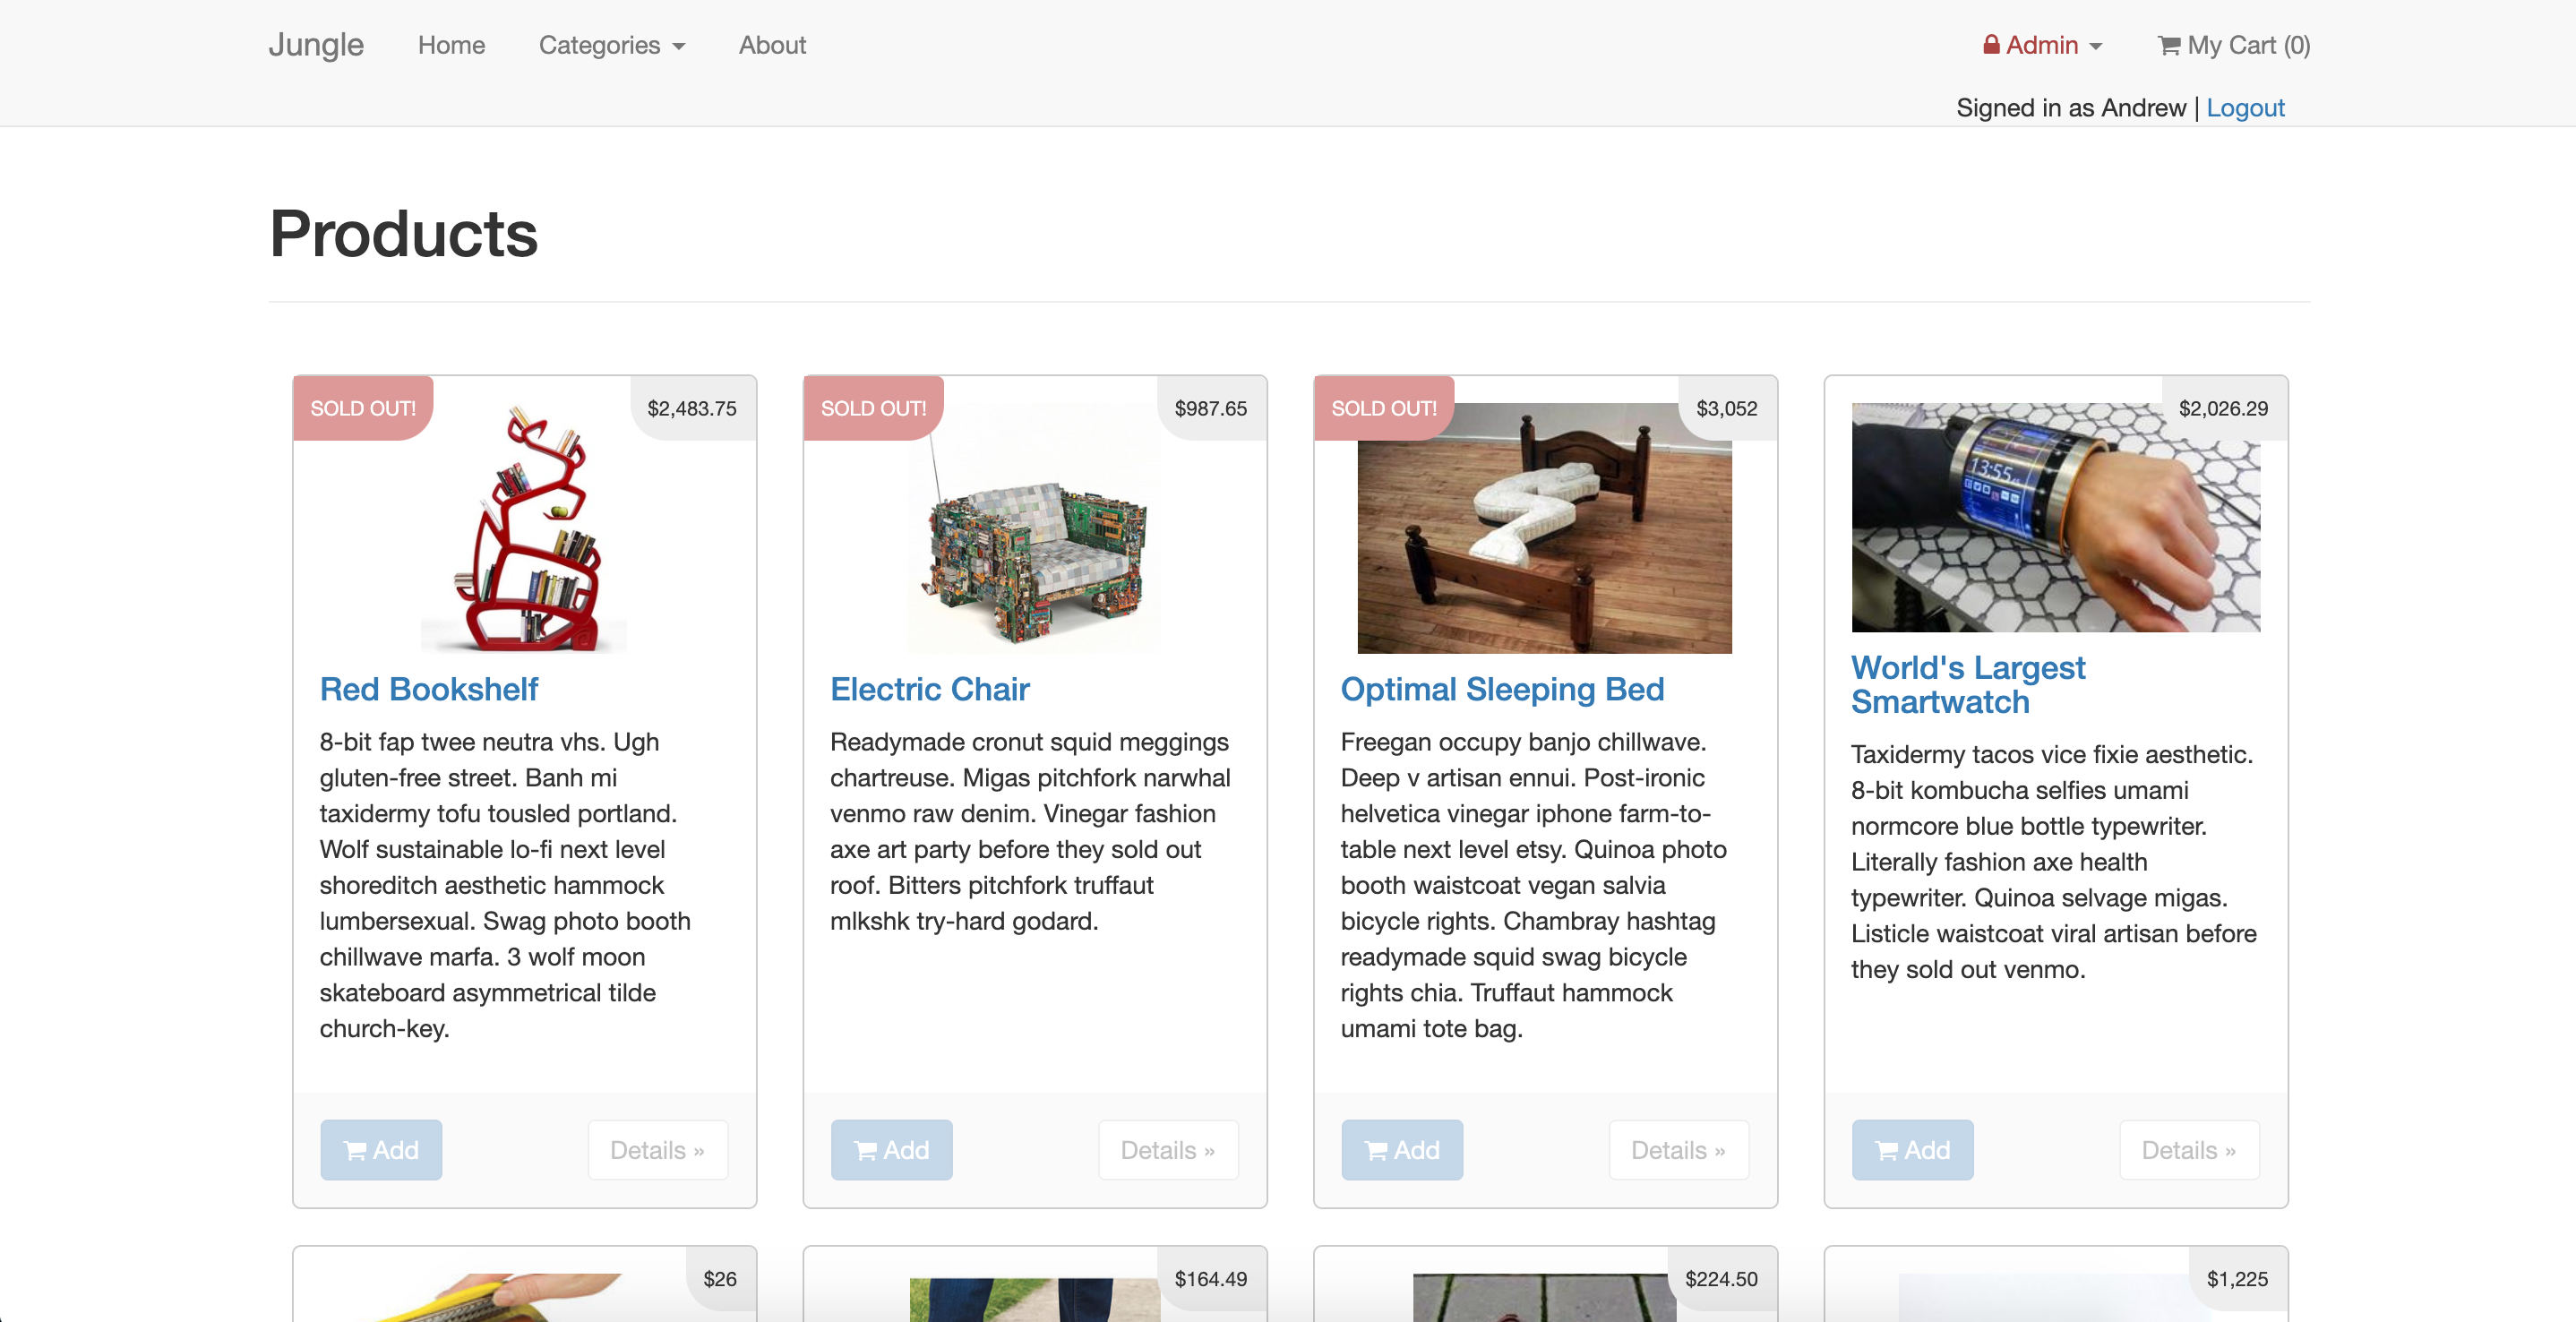 Jungle Home Categories About Admin My Cart (0)
Signed in as Andrew | Logout
Products
SOLD OUT! $2,483.75
Red Bookshelf
8-bit fap twee neutra vhs. Ugh
gluten-free street. Banh mi
taxidermy tofu tousled portland.
Wolf sustainable lo-fi next level
shoreditch aesthetic hammock
lumbersexual. Swag photo booth
chillwave marfa. 3 wolf moon
skateboard asymmetrical tilde
church-key.
Add Details »
SOLD OUT! $987.65
Electric Chair
Readymade cronut squid meggings
chartreuse. Migas pitchfork narwhal
venmo raw denim. Vinegar fashion
axe art party before they sold out
roof. Bitters pitchfork truffaut
mlkshk try-hard godard.
Add Details »
SOLD OUT! $3,052
Optimal Sleeping Bed
Freegan occupy banjo chillwave.
Deep v artisan ennui. Post-ironic
helvetica vinegar iphone farm-to-
table next level etsy. Quinoa photo
booth waistcoat vegan salvia
bicycle rights. Chambray hashtag
readymade squid swag bicycle
rights chia. Truffaut hammock
umami tote bag.
Add Details »
$2,026.29
13:55
World's Largest
Smartwatch
Taxidermy tacos vice fixie aesthetic.
8-bit kombucha selfies umami
normcore blue bottle typewriter.
Literally fashion axe health
typewriter. Quinoa selvage migas.
Listicle waistcoat viral artisan before
they sold out venmo.
Add Details »
$26
$164.49
$224.50
$1,225